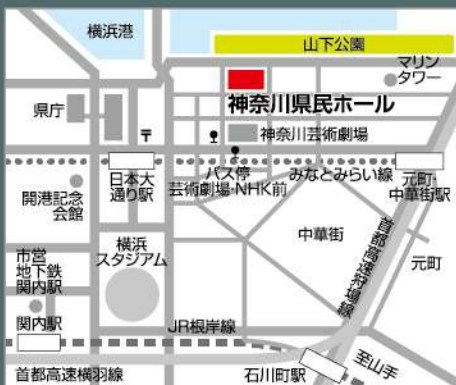 横浜港
山下公園
マリン
タワー
県庁
神奈川県民ホール
〒
神奈川芸術劇場
日本大
通り駅
バス停
芸術劇場・NHK前
みなとみらい線
元町・
中華街駅
開港記念
会館
横浜
スタジアム
中華街
首都高速狩場線
元町
市営
地下鉄
関内駅
関内駅
JR根岸線
首都高速横羽線
石川町駅
至山手